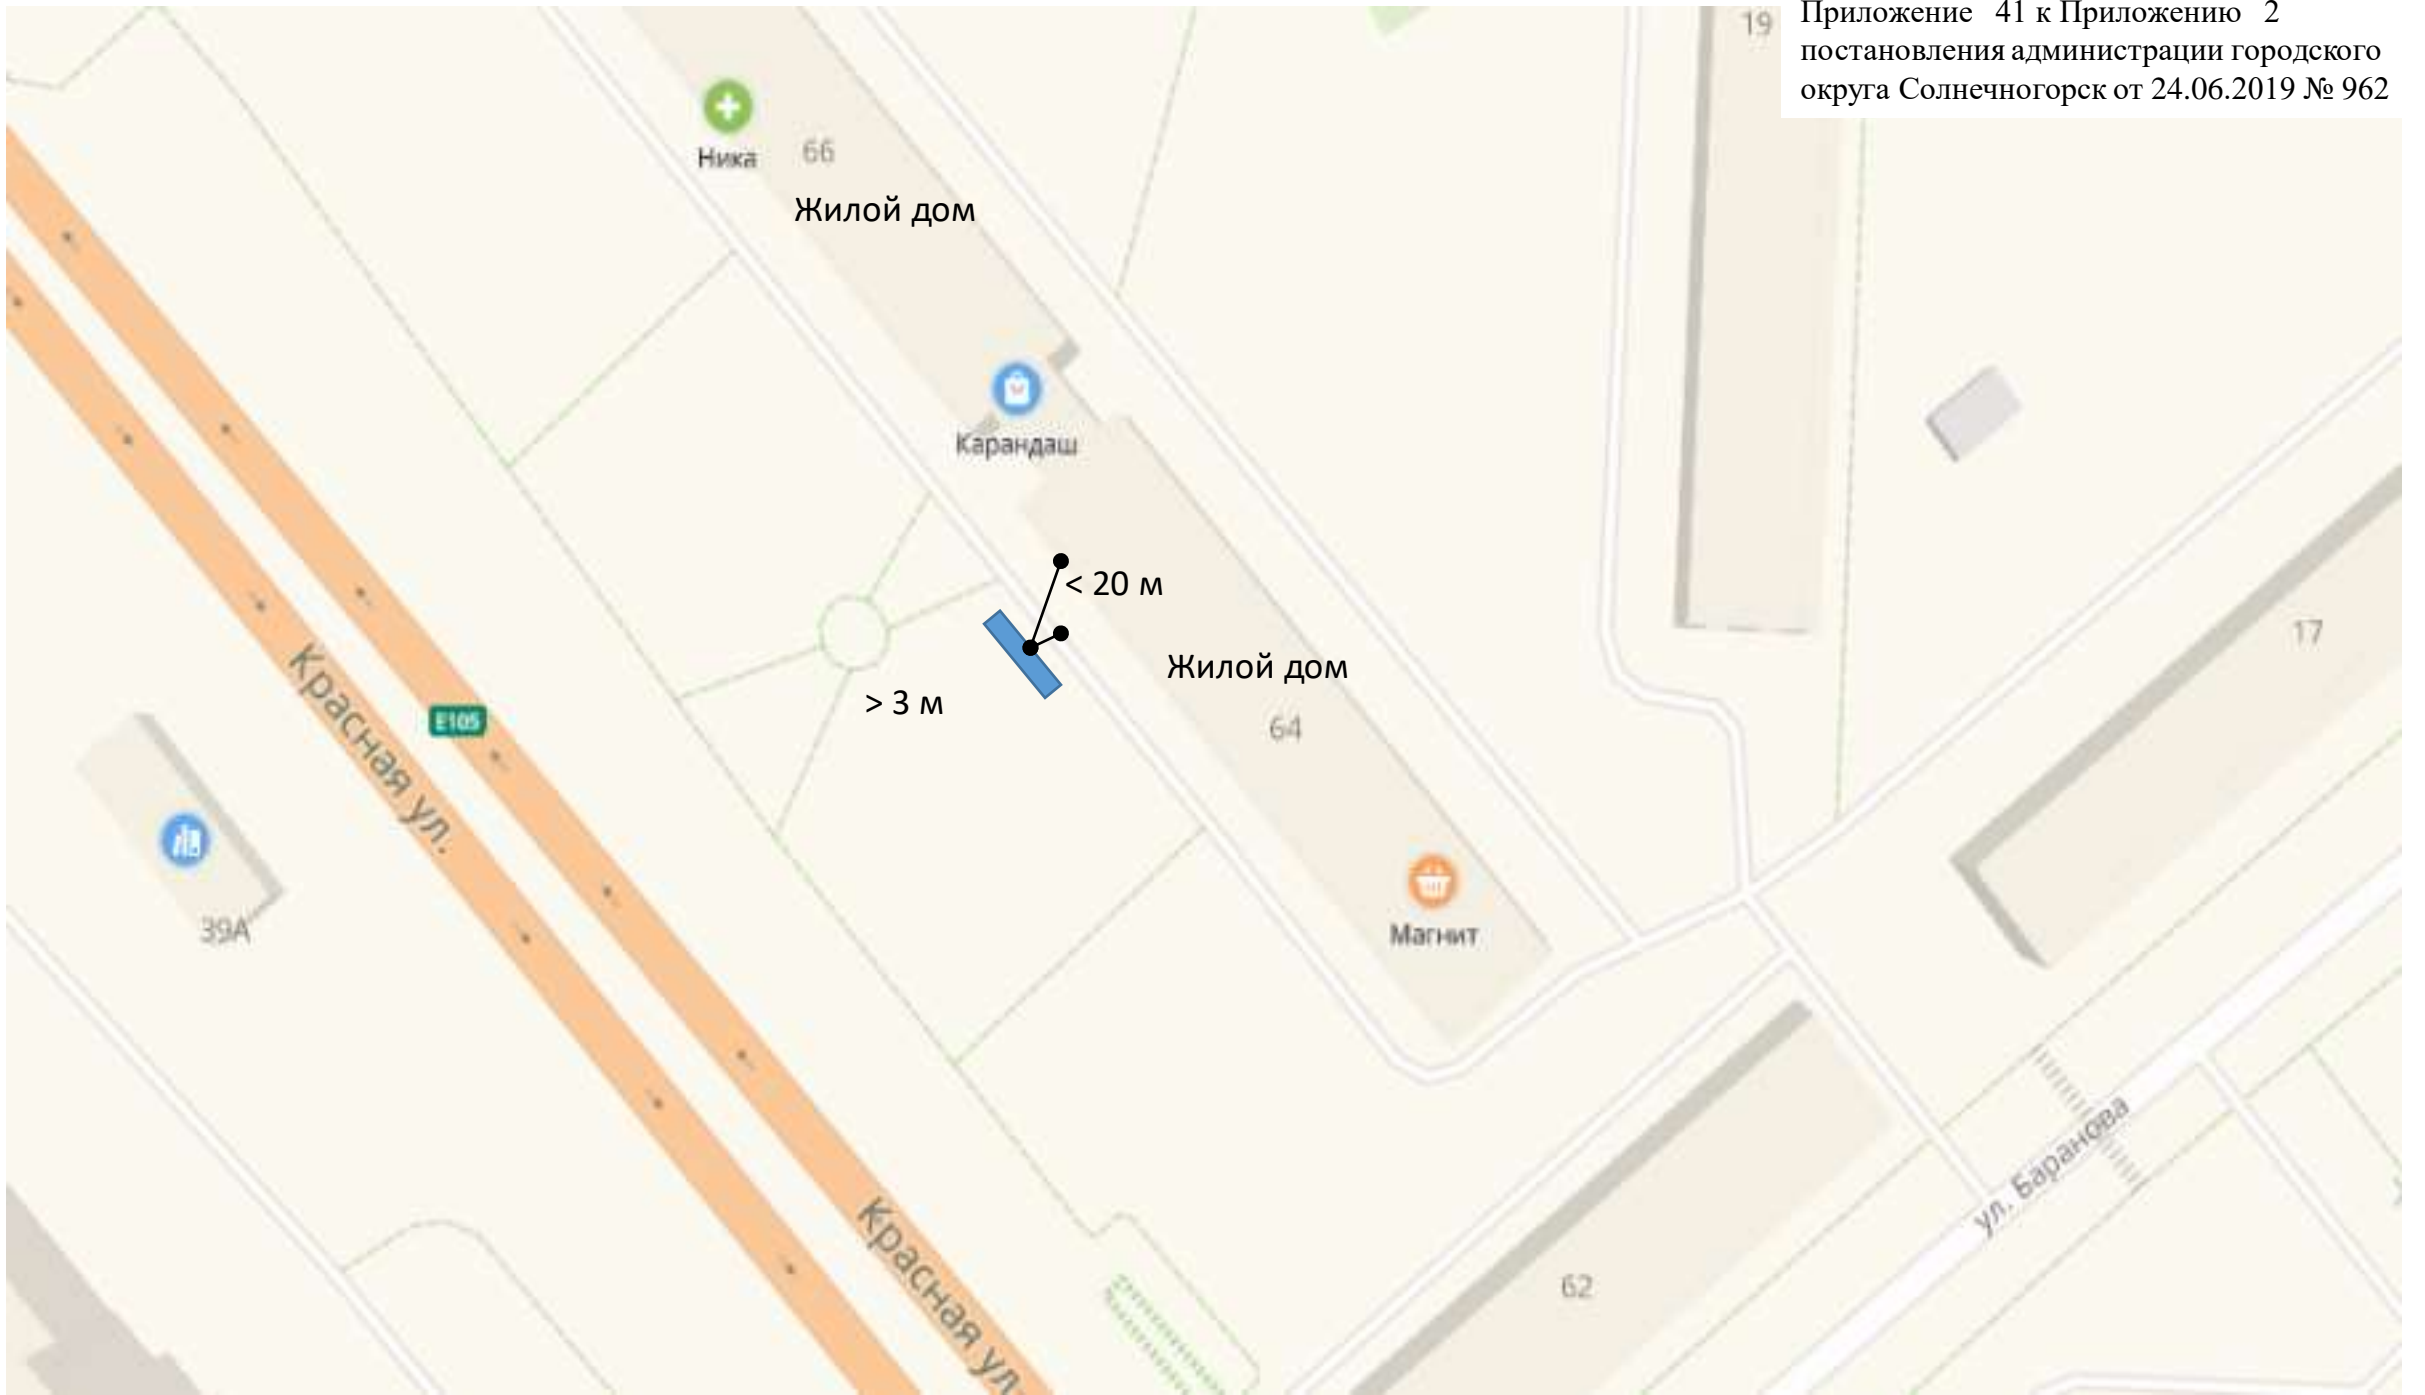 Приложение 41 к Приложению 2
постановления администрации городского
округа Солнечногорск от 24.06.2019 № 962
19
Ника
66
Жилой дом
Карандаш
< 20 м
17
Жилой дом
> 3 м
64
Красная ул.
E105
39А
Магнит
ул. Баранова
62
Красная ул.